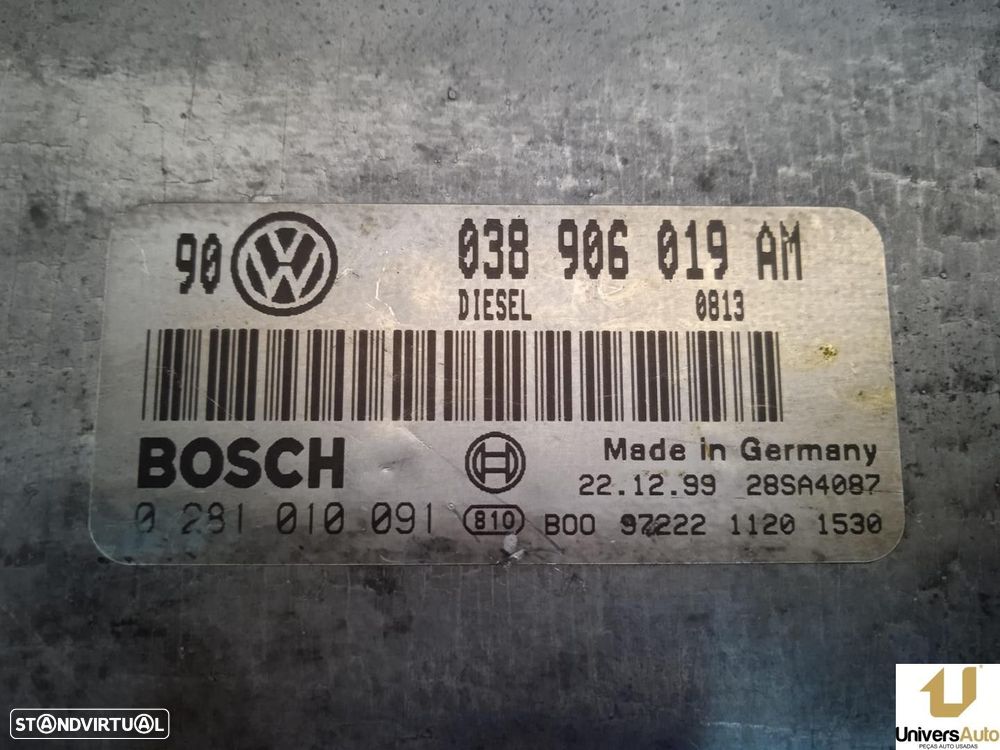 90 VW 038 906 019 AM
DIESEL 0813
BOSCH Made in Germany
22.12.99 28SA4087
0 281 010 091 810 B00 97222 1120 1530
STANDVIRTUAL
UniversAuto
PEÇAS AUTO USADAS